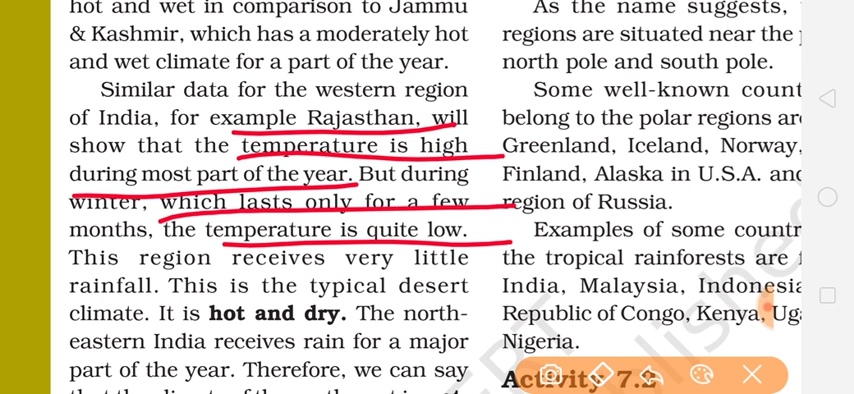 hot and wet in comparison to Jammu
& Kashmir, which has a moderately hot
and wet climate for a part of the year.
Similar data for the western region
of India, for example Rajasthan, will
show that the temperature is high
during most part of the year. But during
winter, which lasts only for a few
months, the temperature is quite low.
This region receives very little
rainfall. This is the typical desert
climate. It is hot and dry. The north-
eastern India receives rain for a major
part of the year. Therefore, we can say
As the name suggests,
regions are situated near the
north pole and south pole.
Some well-known
belong to the polar regions
Greenland, Iceland, Norway,
Finland, Alaska in U.S.A.
region of Russia.
Examples of some
the tropical rainforests are
India, Malaysia,
Republic of Congo, Kenya,
Nigeria.
Activity 7.2